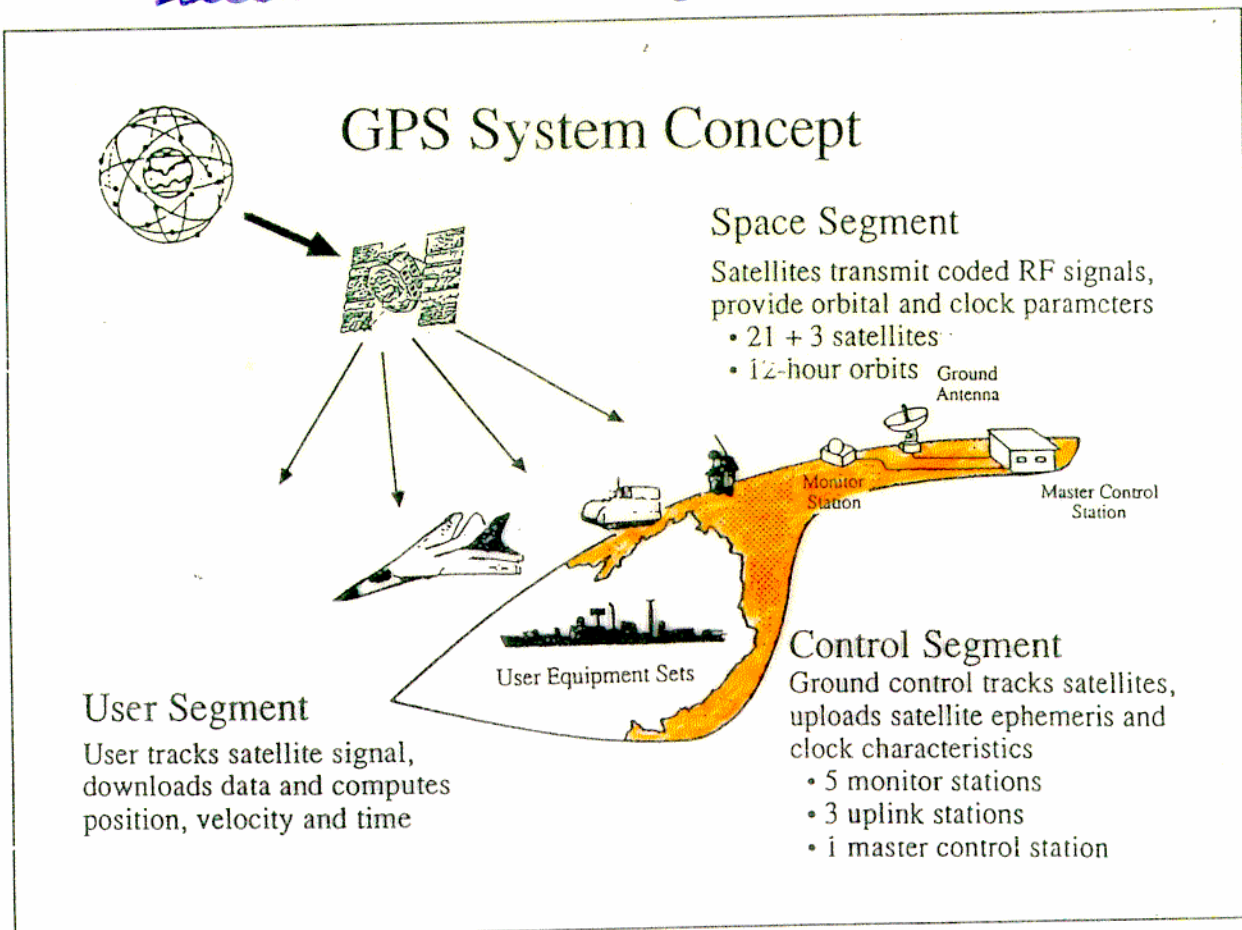 GPS System Concept
Space Segment
Satellites transmit coded RF signals,
provide orbital and clock parameters
• 21 + 3 satellites
• 12-hour orbits
Ground
Antenna
Monitor
Station
Master Control
Station
User Equipment Sets
Control Segment
Ground control tracks satellites,
uploads satellite ephemeris and
clock characteristics
• 5 monitor stations
• 3 uplink stations
• 1 master control station
User Segment
User tracks satellite signal,
downloads data and computes
position, velocity and time